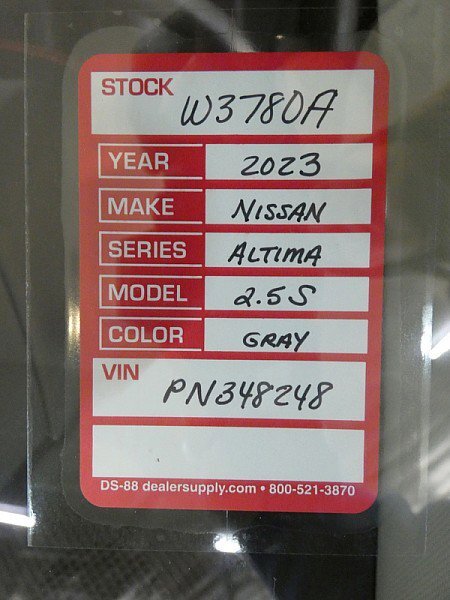 STOCK
W3780A
YEAR 2023
MAKE NISSAN
SERIES ALTIMA
MODEL 2.5S
COLOR GRAY
VIN
PN348248
DS-88 dealersupply.com • 800-521-3870